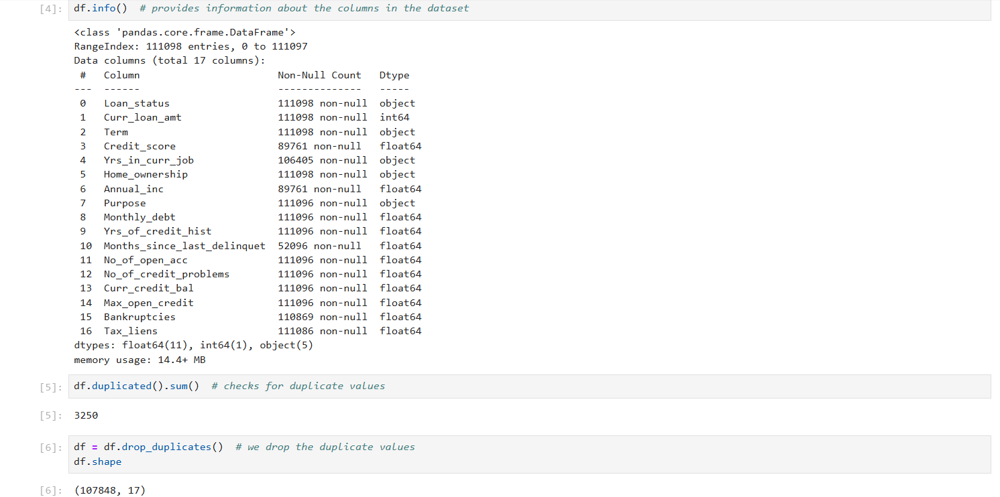 [4]: df.info()  # provides information about the columns in the dataset
<class 'pandas.core.frame.DataFrame'>
RangeIndex: 111098 entries, 0 to 111097
Data columns (total 17 columns):
 #   Column                        Non-Null Count   Dtype
---  ------                        --------------   -----
 0   Loan_status                   111098 non-null  object
 1   Curr_loan_amt                 111098 non-null  int64
 2   Term                          111098 non-null  object
 3   Credit_score                  89761 non-null   float64
 4   Yrs_in_curr_job               106405 non-null  object
 5   Home_ownership                111098 non-null  object
 6   Annual_inc                    89761 non-null   float64
 7   Purpose                       111096 non-null  object
 8   Monthly_debt                  111096 non-null  float64
 9   Yrs_of_credit_hist            111096 non-null  float64
 10  Months_since_last_delinquet  52096 non-null   float64
 11  No_of_open_acc                111096 non-null  float64
 12  No_of_credit_problems         111096 non-null  float64
 13  Curr_credit_bal               111096 non-null  float64
 14  Max_open_credit               111096 non-null  float64
 15  Bankruptcies                  110869 non-null  float64
 16  Tax_liens                     111086 non-null  float64
dtypes: float64(11), int64(1), object(5)
memory usage: 14.4+ MB
[5]: df.duplicated().sum()  # checks for duplicate values
[5]: 3250
[6]: df = df.drop_duplicates()  # we drop the duplicate values
df.shape
[6]: (107848, 17)